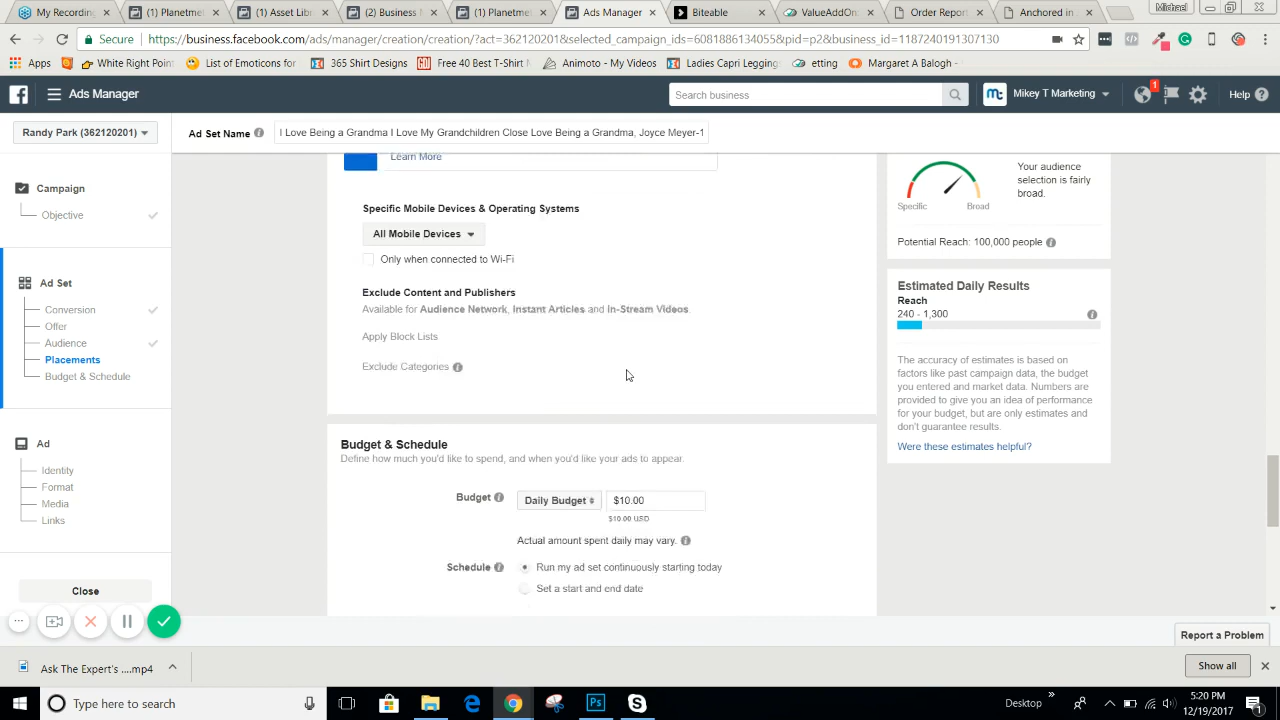 My Recording
(1) Planetmet
(1) Asset Lib
(2) Business M
(1) Planetmet
Ads Manager
Biteable
ValueAddOn
Order Report
Anchored in
Michael
Secure
https://business.facebook.com/ads/manager/creation/creation/?act=362120201&selected_campaign_ids=6081886134055&pid=p2&business_id=1187240191307130
Apps
White Right Point
List of Emoticons for
365 Shirt Designs
Free 40 Best T-Shirt
Animoto - My Videos
Ladies Capri Legging
etting
Margaret A Balogh -
Ads Manager
Search business
Mikey T Marketing
1
Help
Randy Park (362120201)
Ad Set Name
I Love Being a Grandma I Love My Grandchildren Close Love Being a Grandma, Joyce Meyer-1
Campaign
Objective
Ad Set
Conversion
Offer
Audience
Placements
Budget & Schedule
Ad
Identity
Format
Media
Links
Close
Learn More
Specific Mobile Devices & Operating Systems
All Mobile Devices
Only when connected to Wi-Fi
Exclude Content and Publishers
Available for Audience Network, Instant Articles and In-Stream Videos.
Apply Block Lists
Exclude Categories
Budget & Schedule
Define how much you'd like to spend, and when you'd like your ads to appear.
Budget
Daily Budget
$10.00
$10.00 USD
Actual amount spent daily may vary.
Schedule
Run my ad set continuously starting today
Set a start and end date
Specific
Broad
Your audience
selection is fairly
broad.
Potential Reach: 100,000 people
Estimated Daily Results
Reach
240 - 1,300
The accuracy of estimates is based on
factors like past campaign data, the budget
you entered and market data. Numbers are
provided to give you an idea of performance
for your budget, but are only estimates and
don't guarantee results.
Were these estimates helpful?
Report a Problem
Ask The Expert's ....mp4
Show all
Type here to search
Ps
Desktop
5:20 PM
12/19/2017
1